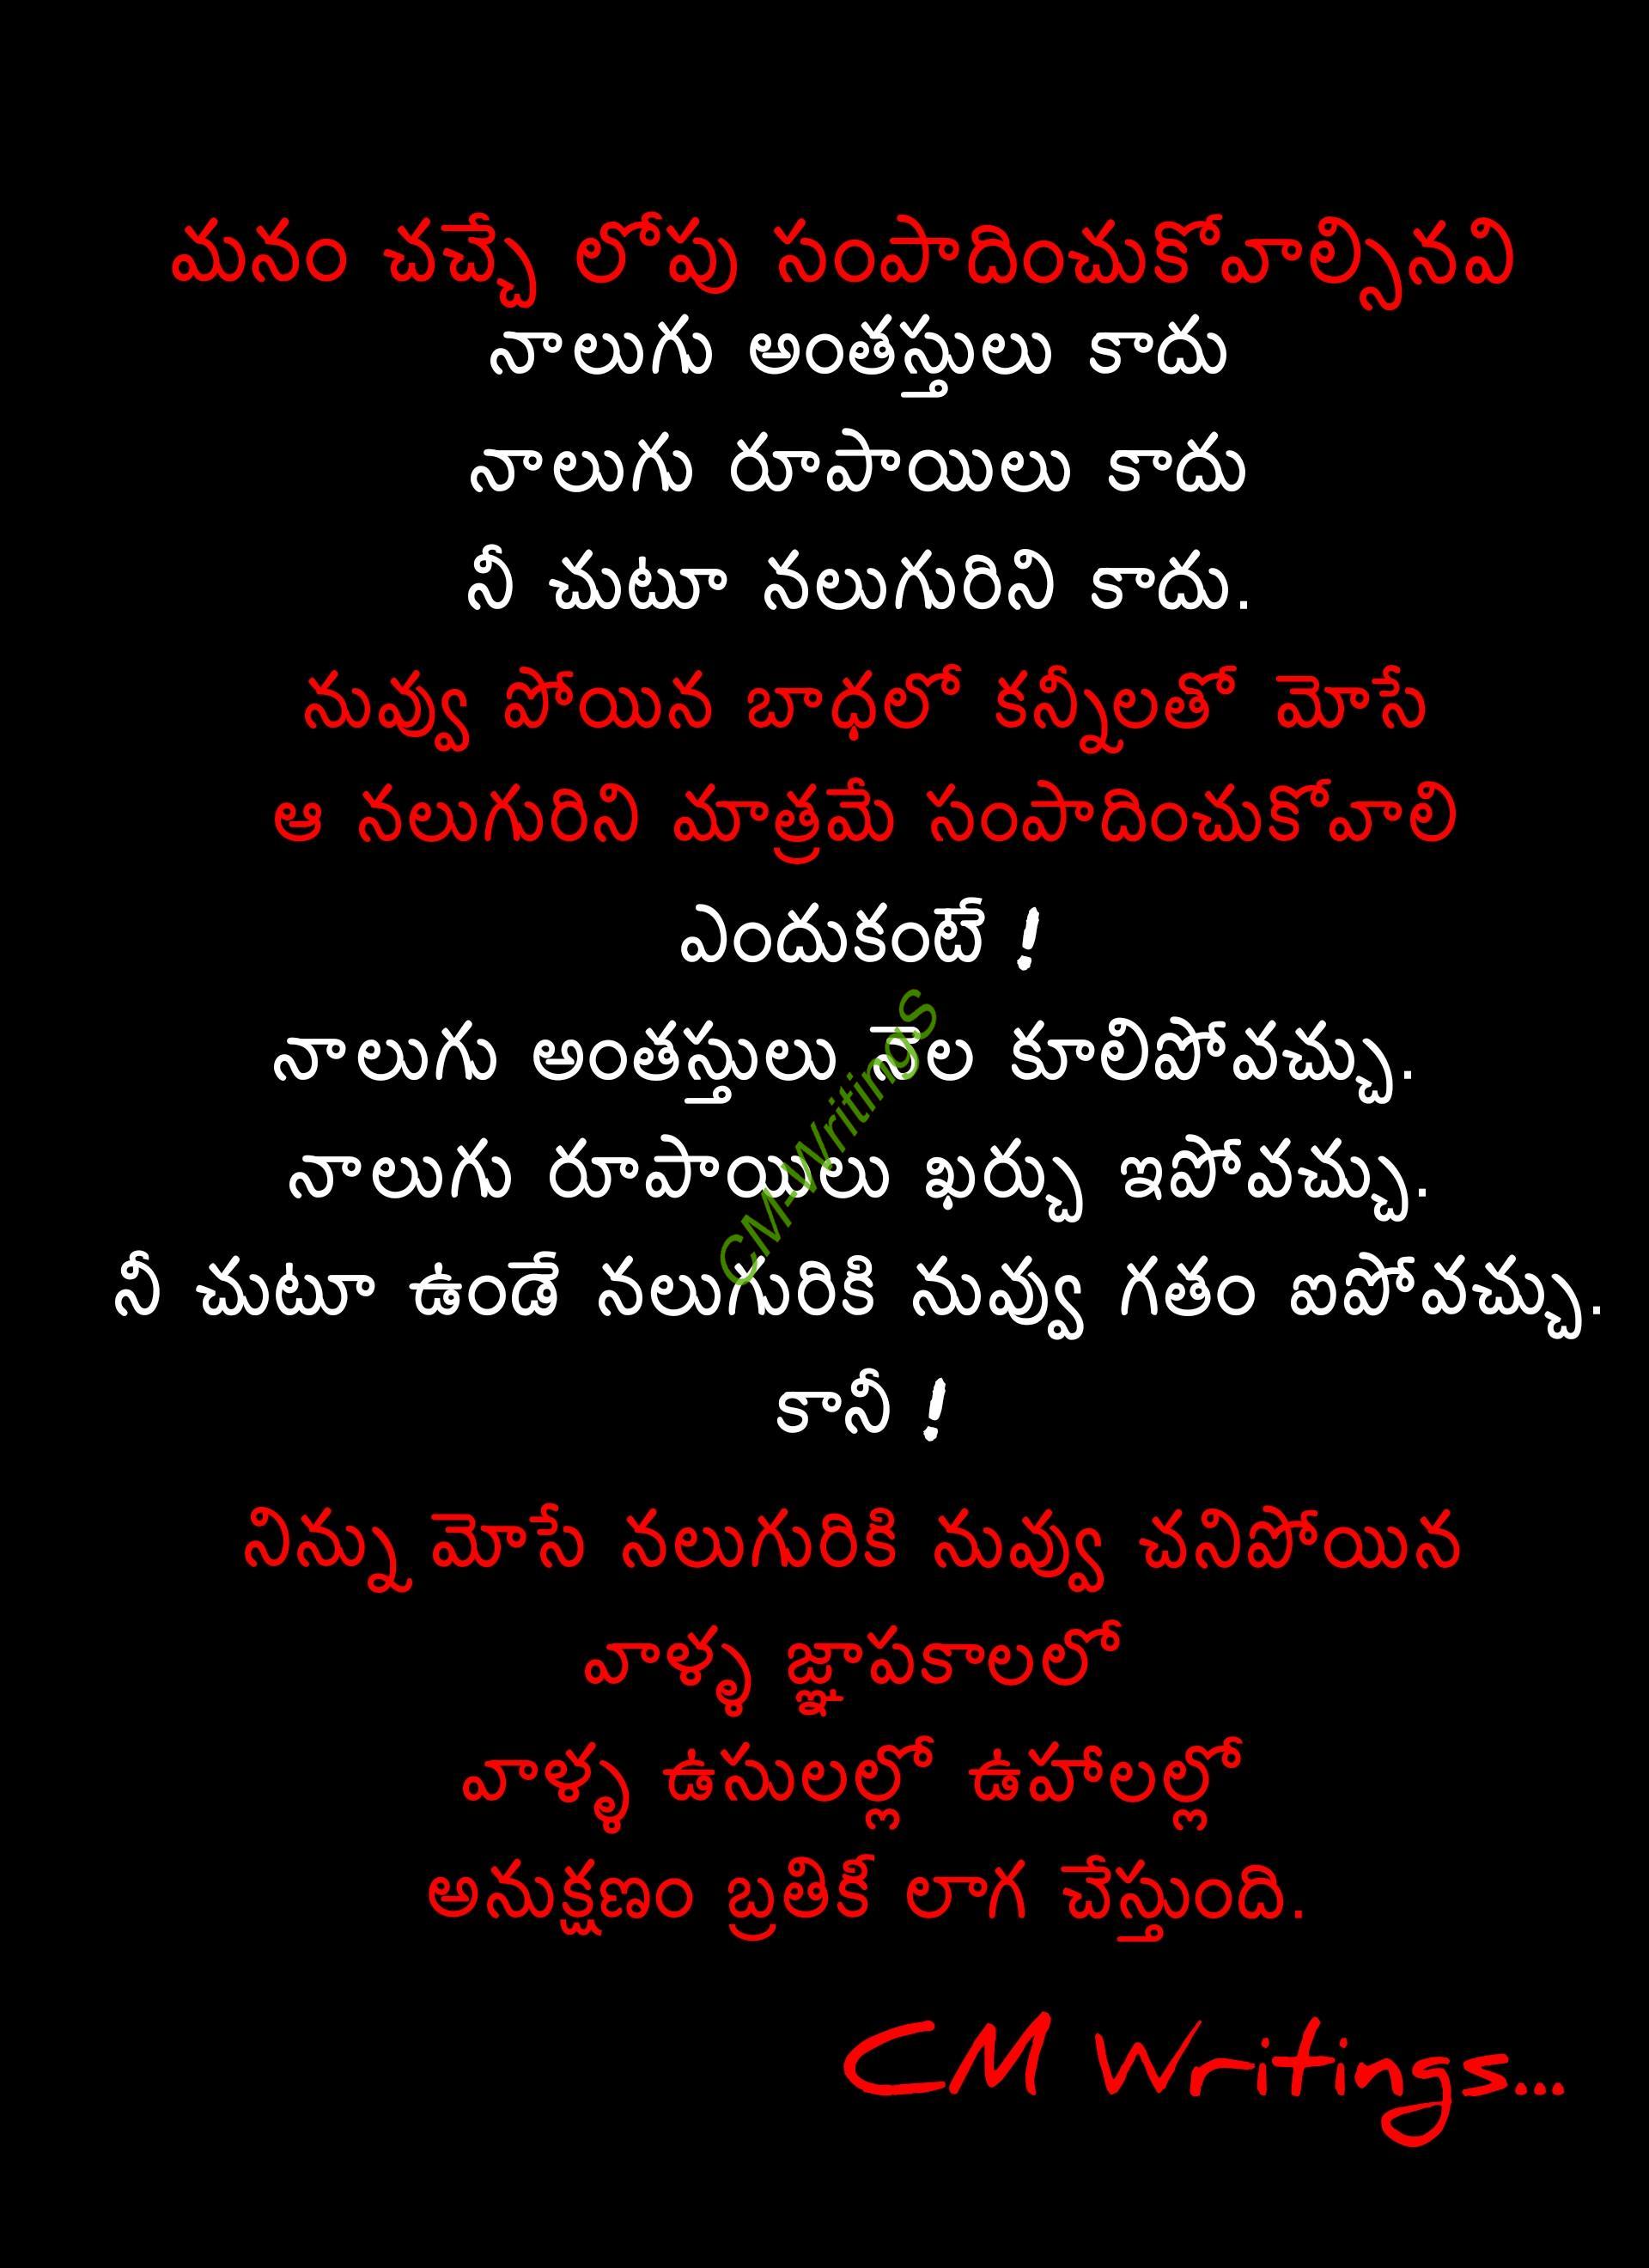 మనం చచ్చే లోపు సంపాదించుకోవాల్సినవి
నాలుగు అంతస్తులు కాదు
నాలుగు రూపాయిలు కాదు
నీ చుటూ నలుగురిని కాదు.
నువ్వు పోయిన బాధలో కన్నీలతో మోసే
ఆ నలుగురిని మాత్రమే సంపాదించుకోవాలి
ఎందుకంటే !
నాలుగు అంతస్తులు నెల కూలిపోవచ్చు.
నాలుగు రూపాయిలు ఖర్చు ఇపోవచ్చు.
నీ చుటూ ఉండే నలుగురికి నువ్వు గతం ఐపోవచ్చు.
కానీ !
నిన్ను మోసే నలుగురికి నువ్వు చనిపోయిన
వాళ్ళ జ్ఞాపకాలలో
వాళ్ళ ఉసులల్లో ఉహాలల్లో
అనుక్షణం బ్రతికే లాగ చేస్తుంది.
CM Writings...
CM-Writings